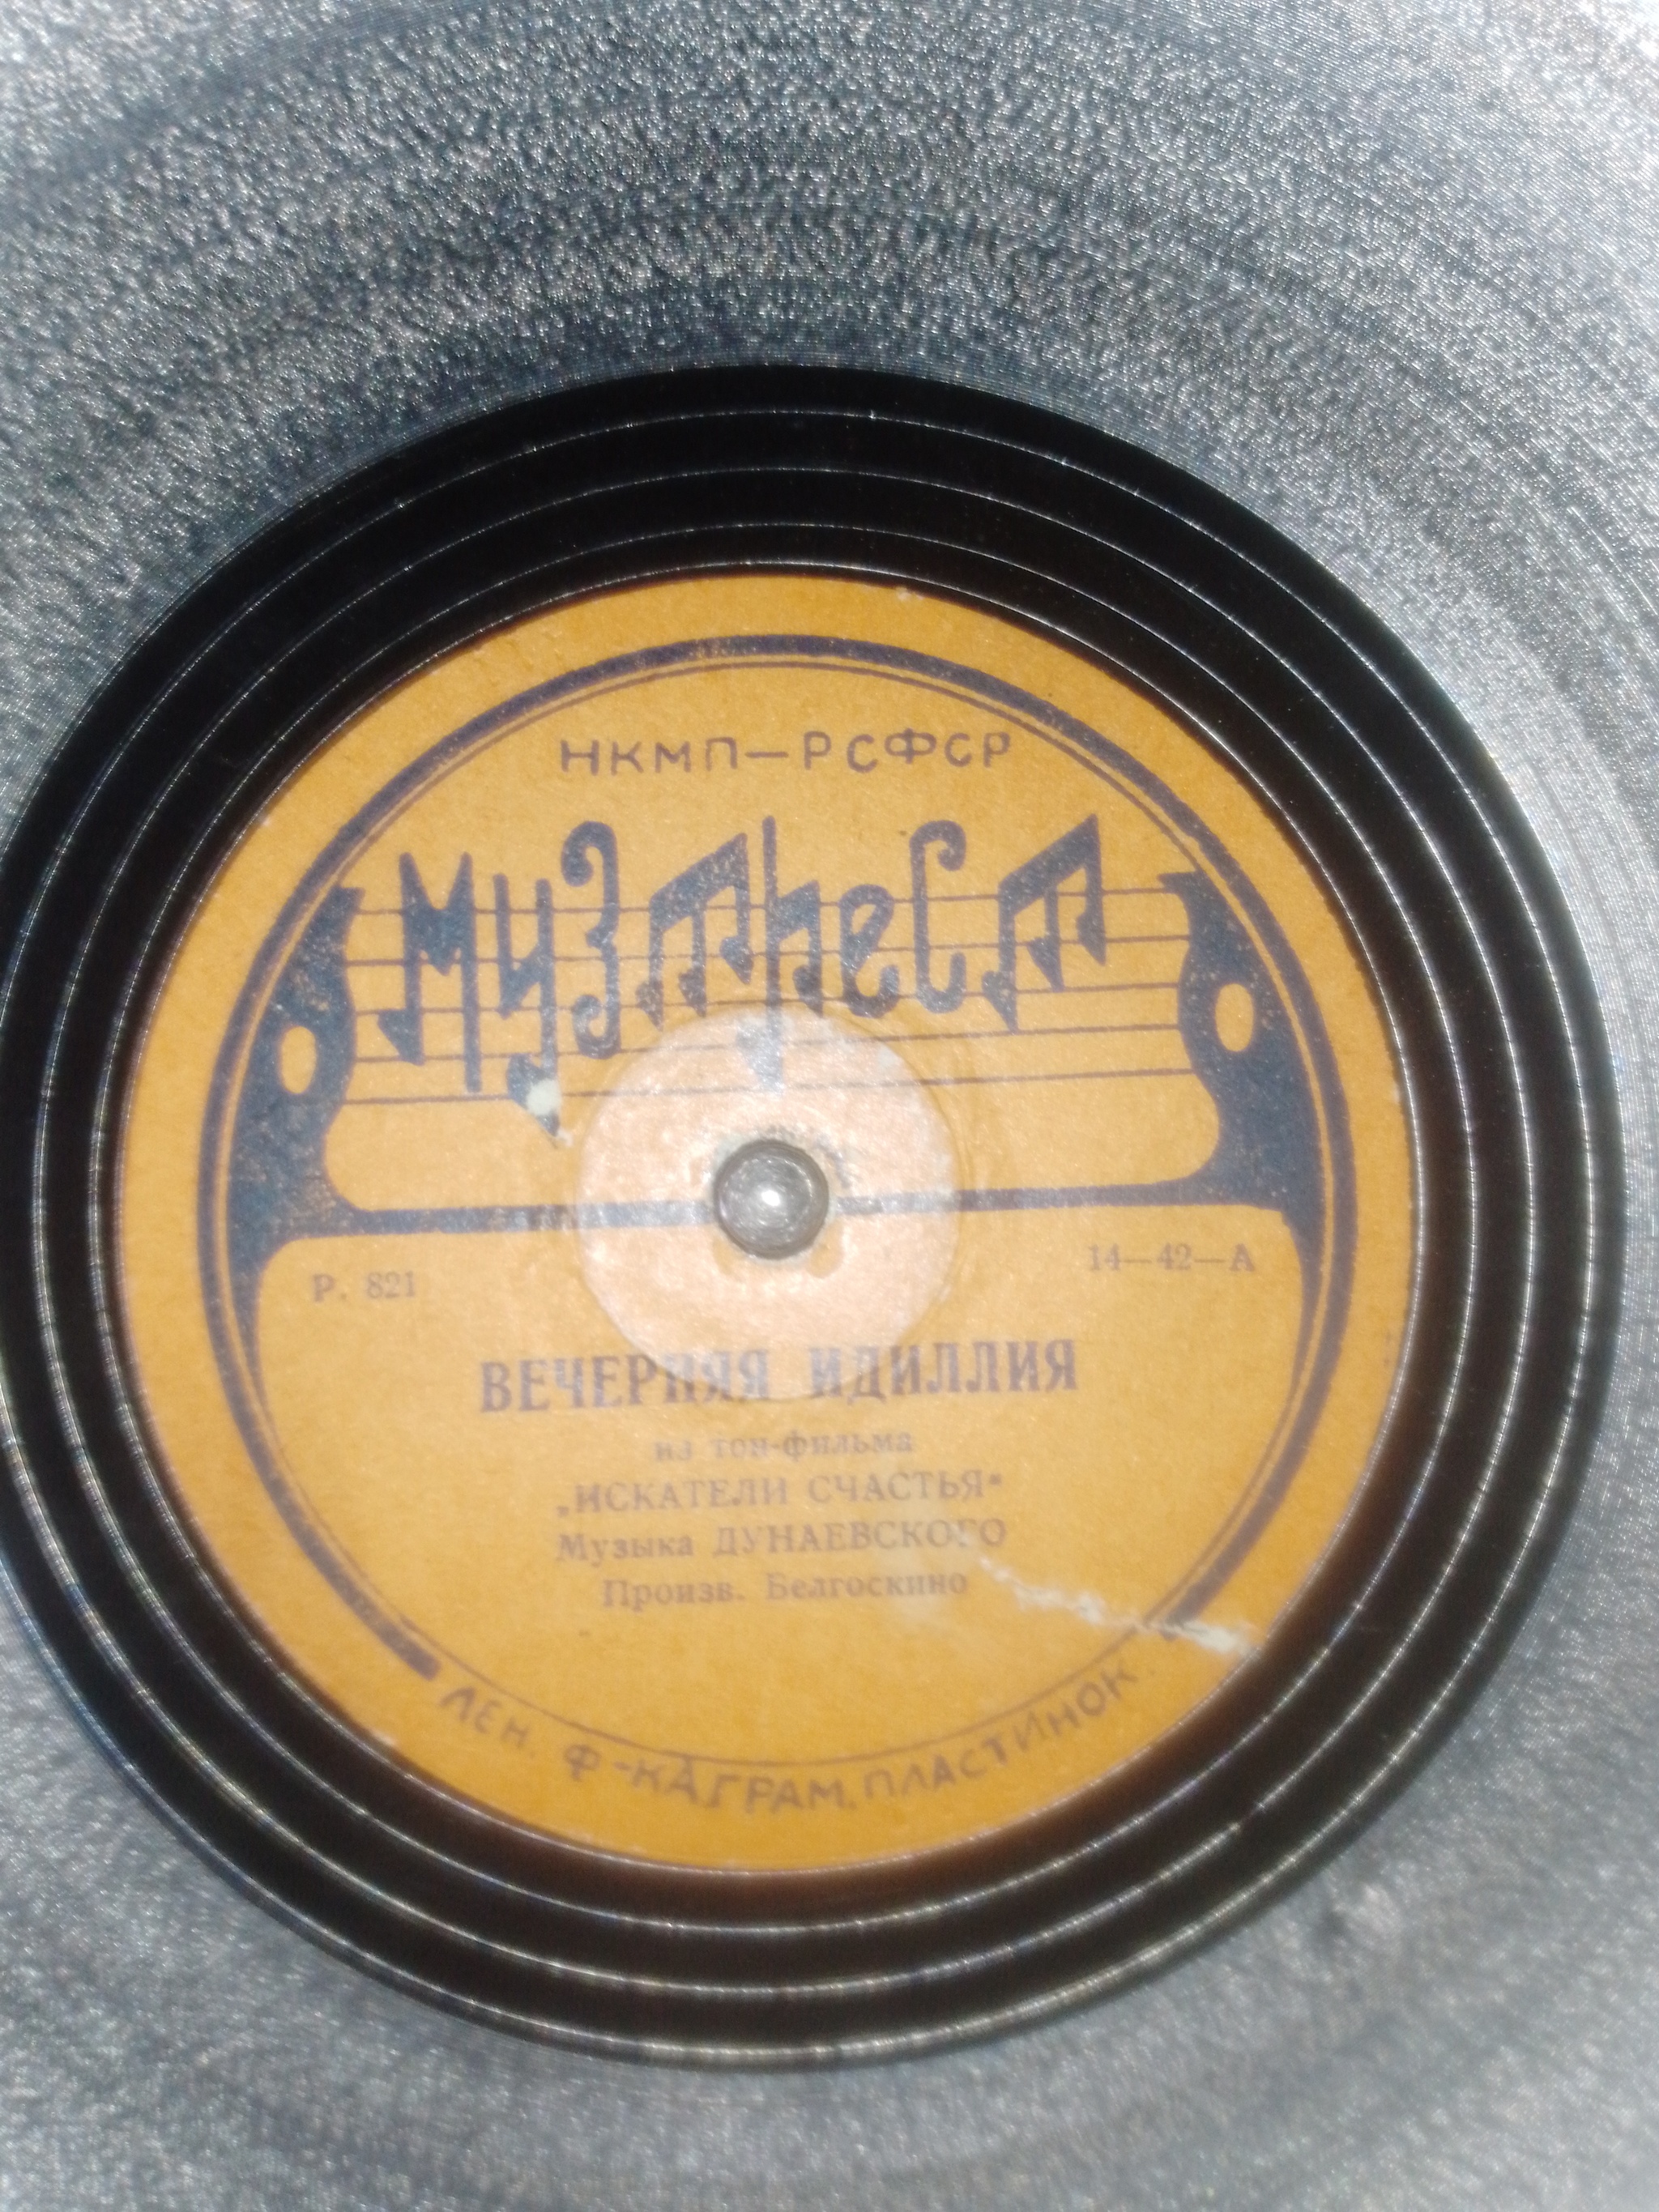 НКМП—РСФСР
Музтрест
Р. 821
14—42—А
ВЕЧЕРНЯЯ ИДИЛЛИЯ
из тон-фильма
„ИСКАТЕЛИ СЧАСТЬЯ"
Музыка ДУНАЕВСКОГО
Произв. Белгоскино
ЛЕН. Ф-КА ГРАМ. ПЛАСТИНОК.